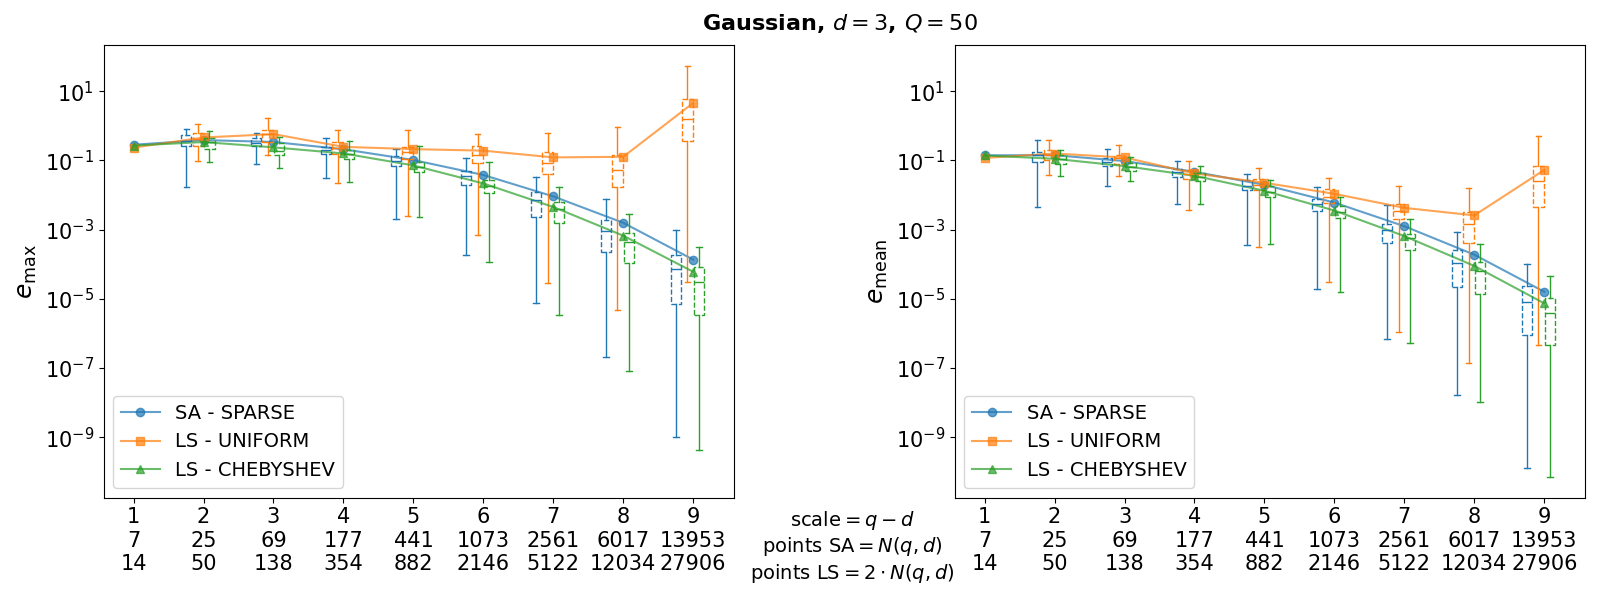 Gaussian, d = 3, Q = 50
e_max
10^1
10^−1
10^−3
10^−5
10^−7
10^−9
SA - SPARSE
LS - UNIFORM
LS - CHEBYSHEV
1 2 3 4 5 6 7 8 9
7 25 69 177 441 1073 2561 6017 13953
14 50 138 354 882 2146 5122 12034 27906
scale = q − d
points SA = N(q, d)
points LS = 2 · N(q, d)
e_mean
10^1
10^−1
10^−3
10^−5
10^−7
10^−9
SA - SPARSE
LS - UNIFORM
LS - CHEBYSHEV
1 2 3 4 5 6 7 8 9
7 25 69 177 441 1073 2561 6017 13953
14 50 138 354 882 2146 5122 12034 27906